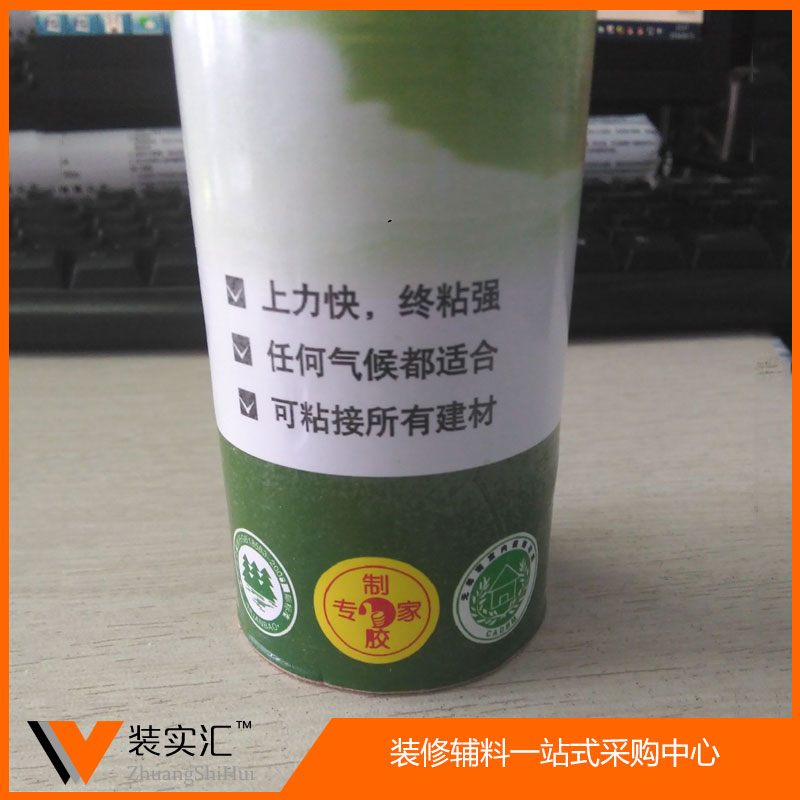 上力快，终粘强
任何气候都适合
可粘接所有建材
制
专 家
胶
装实汇™
ZhuangShiHui
装修辅料一站式采购中心